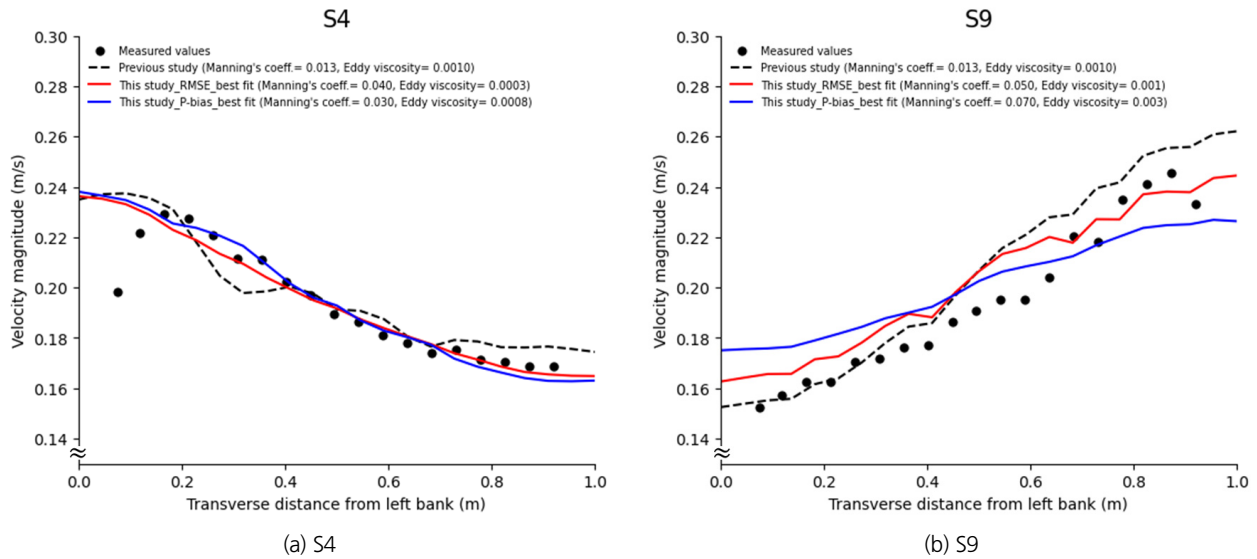 S4
0.30
0.28
0.26
0.24
0.22
0.20
0.18
0.16
0.14
≈
Velocity magnitude (m/s)
Measured values
Previous study (Manning's coeff.= 0.013, Eddy viscosity= 0.0010)
This study_RMSE_best fit (Manning's coeff.= 0.040, Eddy viscosity= 0.0003)
This study_P-bias_best fit (Manning's coeff.= 0.030, Eddy viscosity= 0.0008)
0.0 0.2 0.4 0.6 0.8 1.0
Transverse distance from left bank (m)
(a) S4
S9
0.30
0.28
0.26
0.24
0.22
0.20
0.18
0.16
0.14
≈
Velocity magnitude (m/s)
Measured values
Previous study (Manning's coeff.= 0.013, Eddy viscosity= 0.0010)
This study_RMSE_best fit (Manning's coeff.= 0.050, Eddy viscosity= 0.001)
This study_P-bias_best fit (Manning's coeff.= 0.070, Eddy viscosity= 0.003)
0.0 0.2 0.4 0.6 0.8 1.0
Transverse distance from left bank (m)
(b) S9